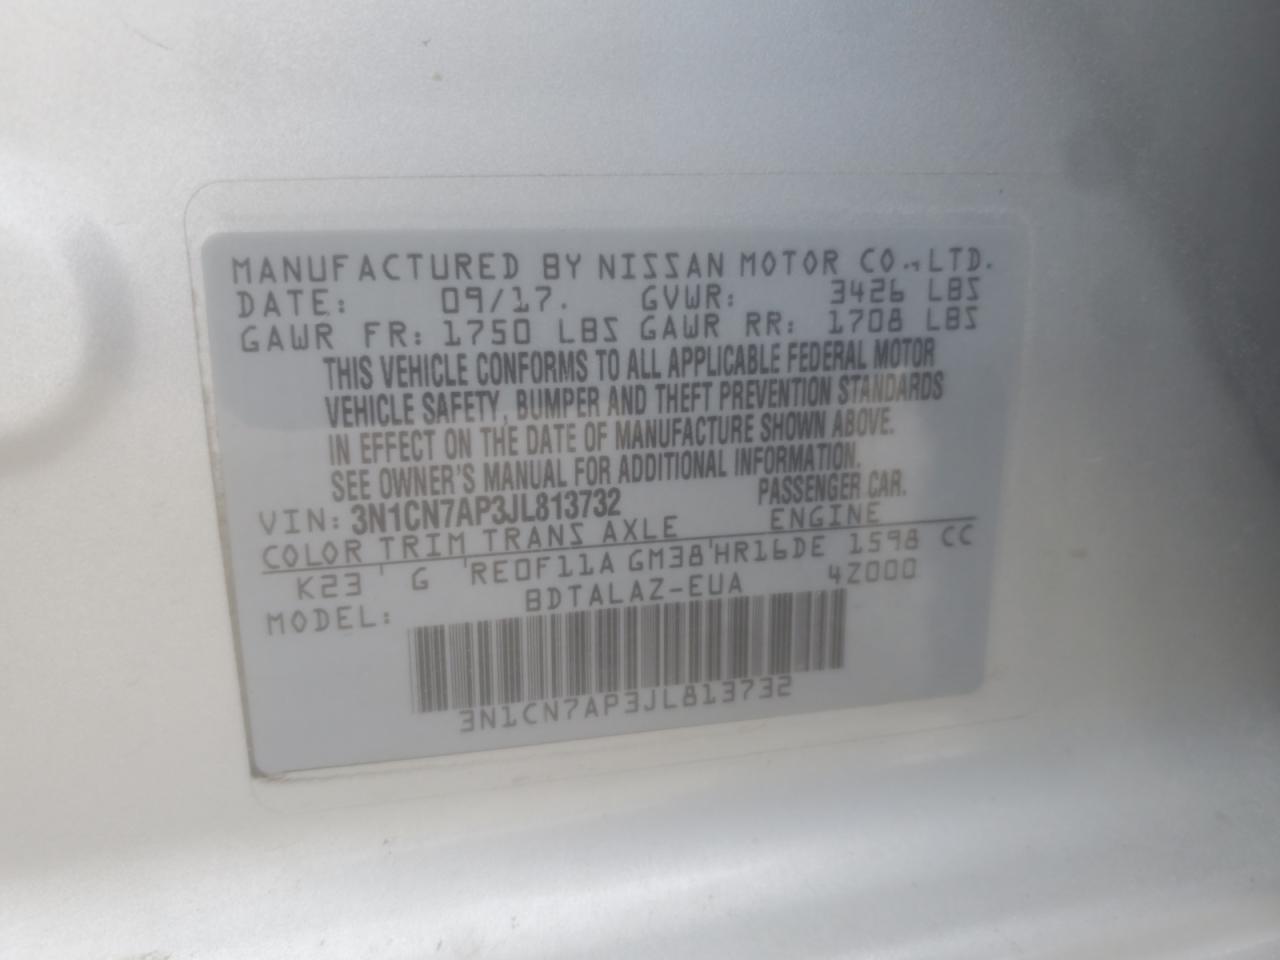 MANUFACTURED BY NISSAN MOTOR CO.,LTD.
DATE: 09/17. GVWR: 3426 LBS
GAWR FR: 1750 LBS GAWR RR: 1708 LBS
THIS VEHICLE CONFORMS TO ALL APPLICABLE FEDERAL MOTOR
VEHICLE SAFETY, BUMPER AND THEFT PREVENTION STANDARDS
IN EFFECT ON THE DATE OF MANUFACTURE SHOWN ABOVE.
SEE OWNER'S MANUAL FOR ADDITIONAL INFORMATION.
VIN: 3N1CN7AP3JL813732 PASSENGER CAR.
COLOR TRIM TRANS AXLE ENGINE
K23 ' G 'RE0F11A GM38'HR16DE 1598 CC
MODEL: BDTALAZ-EUA 4Z000
3N1CN7AP3JL813732